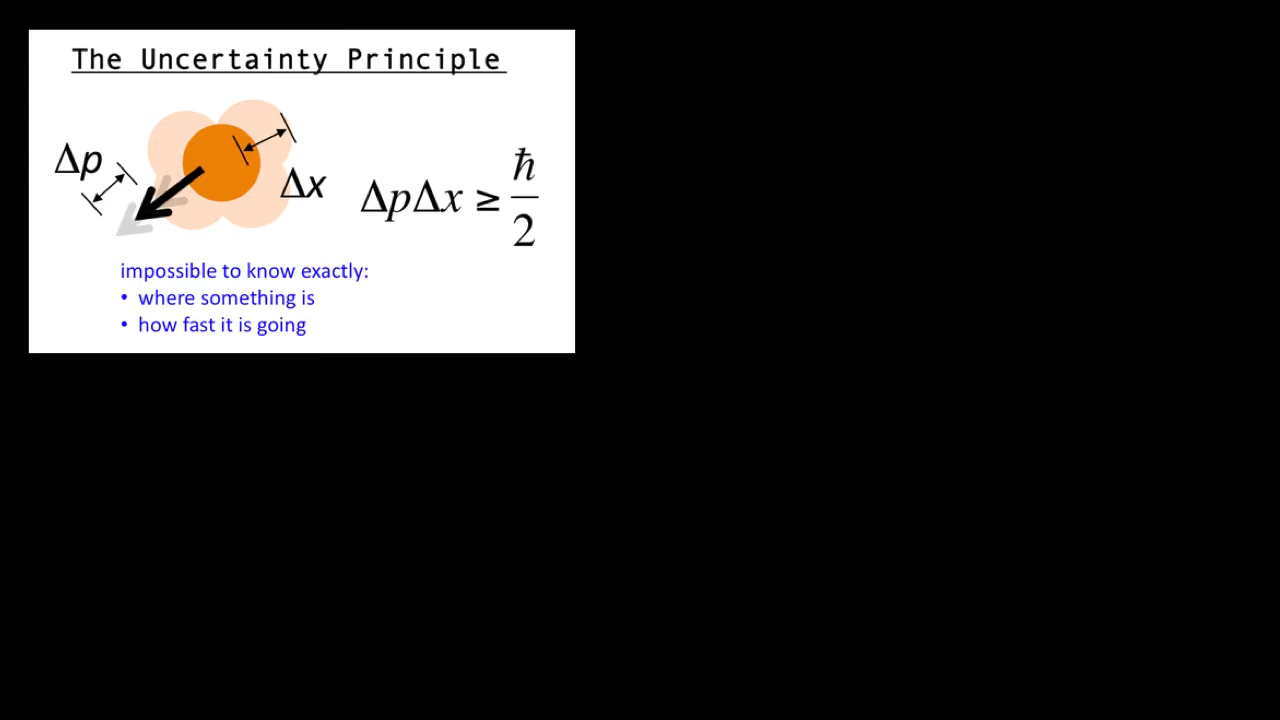 The Uncertainty Principle
Δp
Δx
ΔpΔx ≥ ħ/2
impossible to know exactly:
• where something is
• how fast it is going